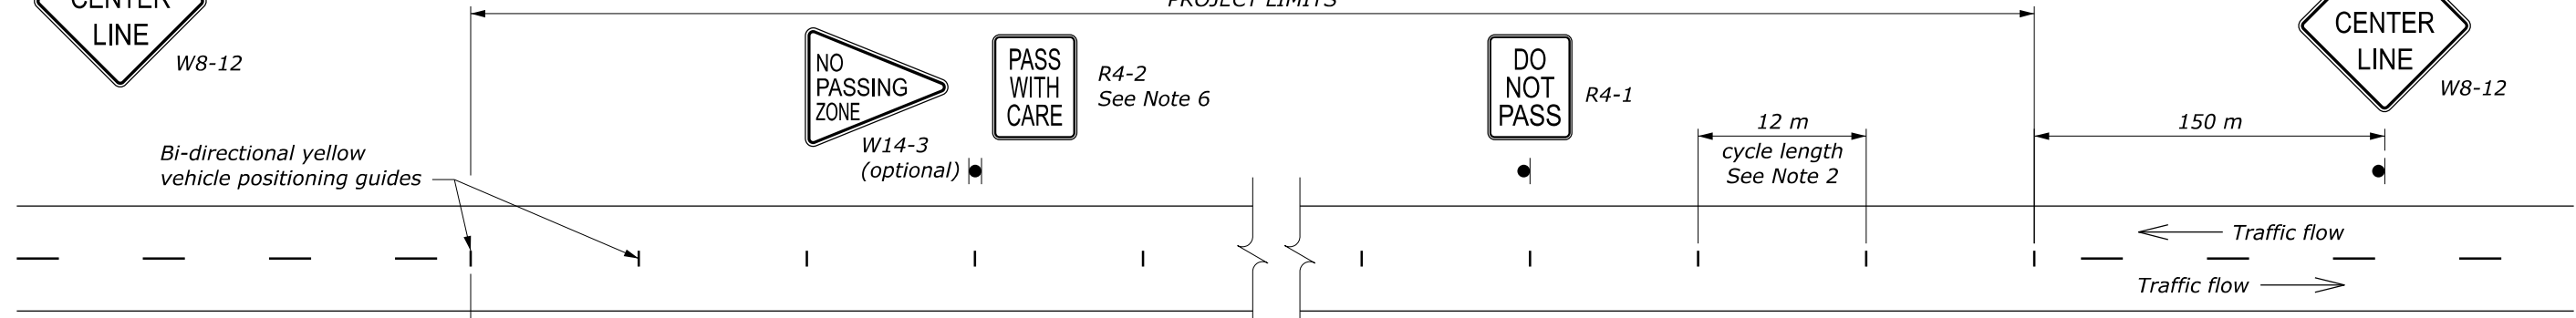 CENTER
LINE
W8-12
PROJECT LIMITS
NO
PASSING
ZONE
W14-3
(optional)
PASS
WITH
CARE
R4-2
See Note 6
DO
NOT
PASS
R4-1
12 m
cycle length
See Note 2
CENTER
LINE
W8-12
150 m
Bi-directional yellow
vehicle positioning guides
Traffic flow
Traffic flow